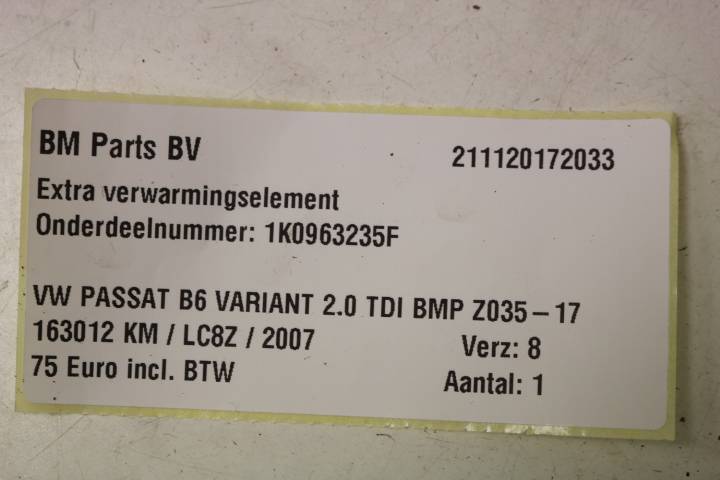 BM Parts BV 211120172033
Extra verwarmingselement
Onderdeelnummer: 1K0963235F
VW PASSAT B6 VARIANT 2.0 TDI BMP Z035-17
163012 KM / LC8Z / 2007 Verz: 8
75 Euro incl. BTW Aantal: 1